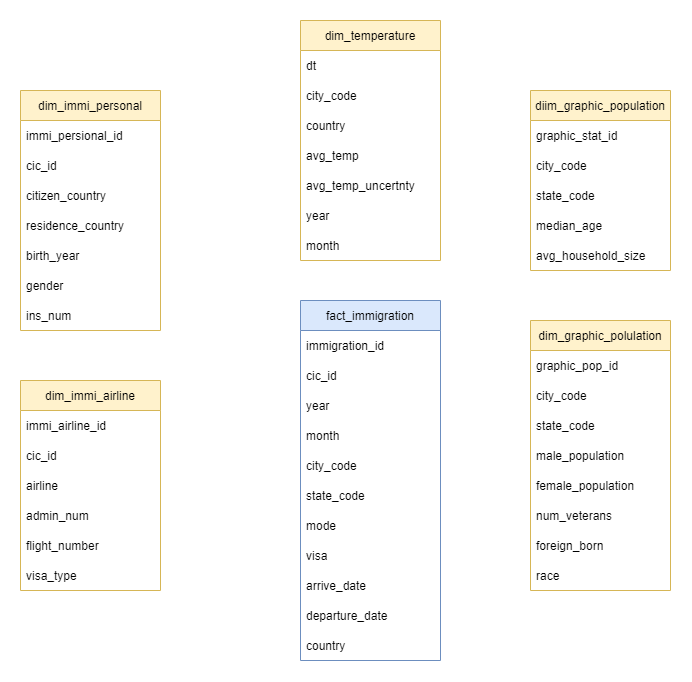 dim_temperature
dt
city_code
country
avg_temp
avg_temp_uncertnty
year
month
dim_immi_personal
immi_persional_id
cic_id
citizen_country
residence_country
birth_year
gender
ins_num
diim_graphic_population
graphic_stat_id
city_code
state_code
median_age
avg_household_size
fact_immigration
immigration_id
cic_id
year
month
city_code
state_code
mode
visa
arrive_date
departure_date
country
dim_graphic_polulation
graphic_pop_id
city_code
state_code
male_population
female_population
num_veterans
foreign_born
race
dim_immi_airline
immi_airline_id
cic_id
airline
admin_num
flight_number
visa_type